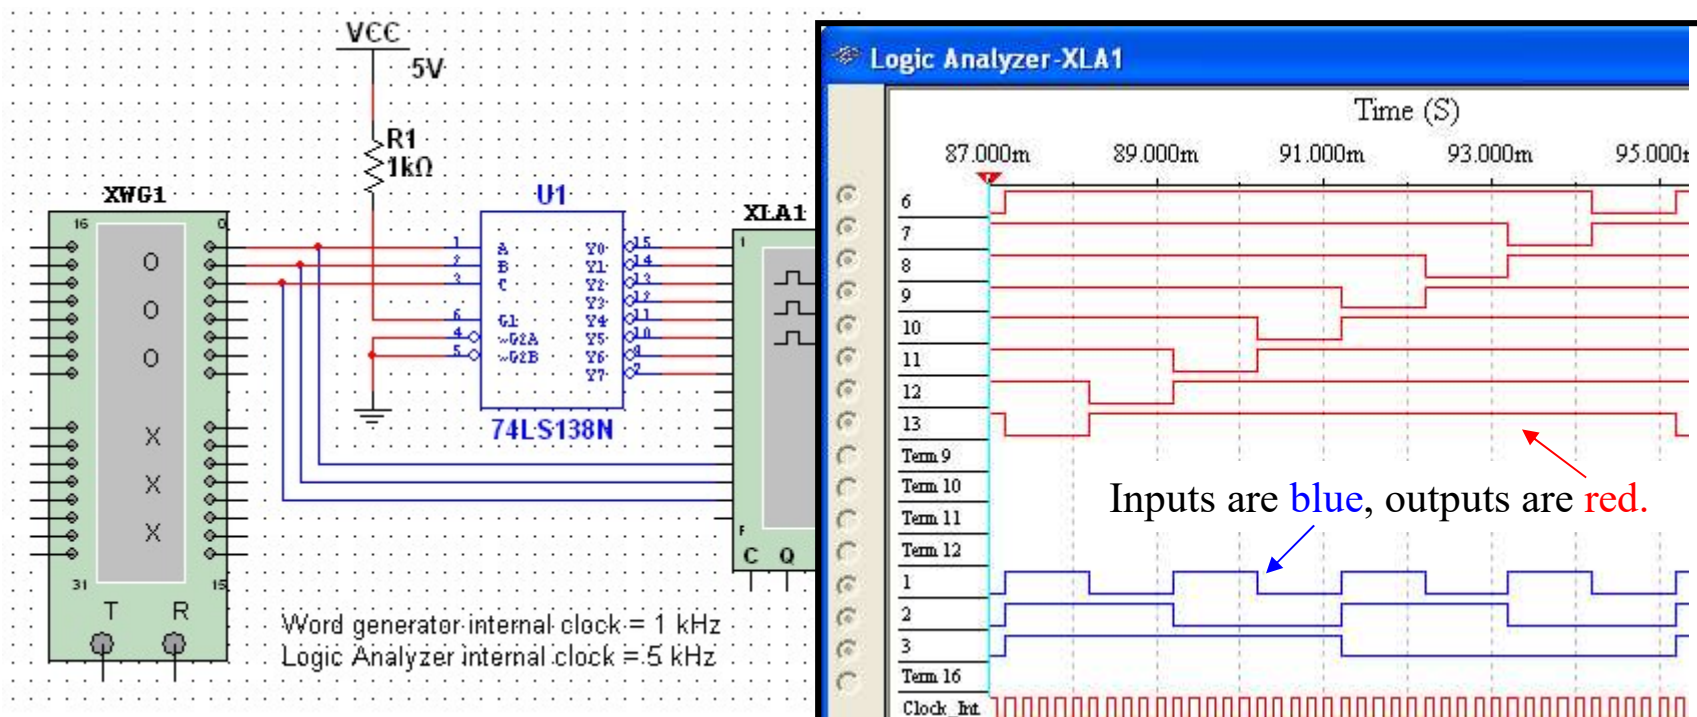 VCC
5V
R1
1kΩ
XWG1
16
0
O
O
O
X
X
X
31
15
T
R
U1
1
2
3
6
4
5
A
B
C
G1
~G2A
~G2B
Y0
Y1
Y2
Y3
Y4
Y5
Y6
Y7
15
14
13
12
11
10
9
7
74LS138N
XLA1
1
F
C Q
Word generator internal clock = 1 kHz
Logic Analyzer internal clock = 5 kHz
Logic Analyzer-XLA1
Time (S)
87.000m 89.000m 91.000m 93.000m 95.000
6
7
8
9
10
11
12
13
Term 9
Term 10
Term 11
Term 12
1
2
3
Term 16
Clock_Int
Inputs are blue, outputs are red.